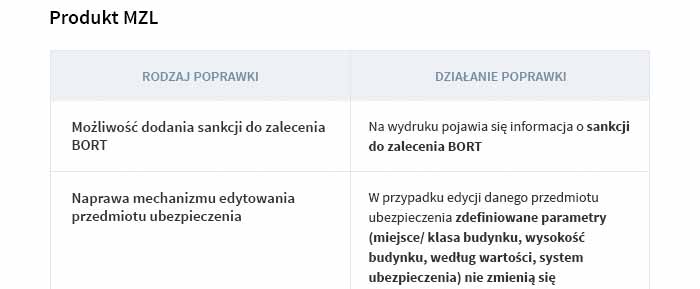 Produkt MZL
RODZAJ POPRAWKI
DZIAŁANIE POPRAWKI
Możliwość dodania sankcji do zalecenia
BORT
Na wydruku pojawia się informacja o sankcji
do zalecenia BORT
Naprawa mechanizmu edytowania
przedmiotu ubezpieczenia
W przypadku edycji danego przedmiotu
ubezpieczenia zdefiniowane parametry
(miejsce/ klasa budynku, wysokość
budynku, według wartości, system
ubezpieczenia) nie zmienią się